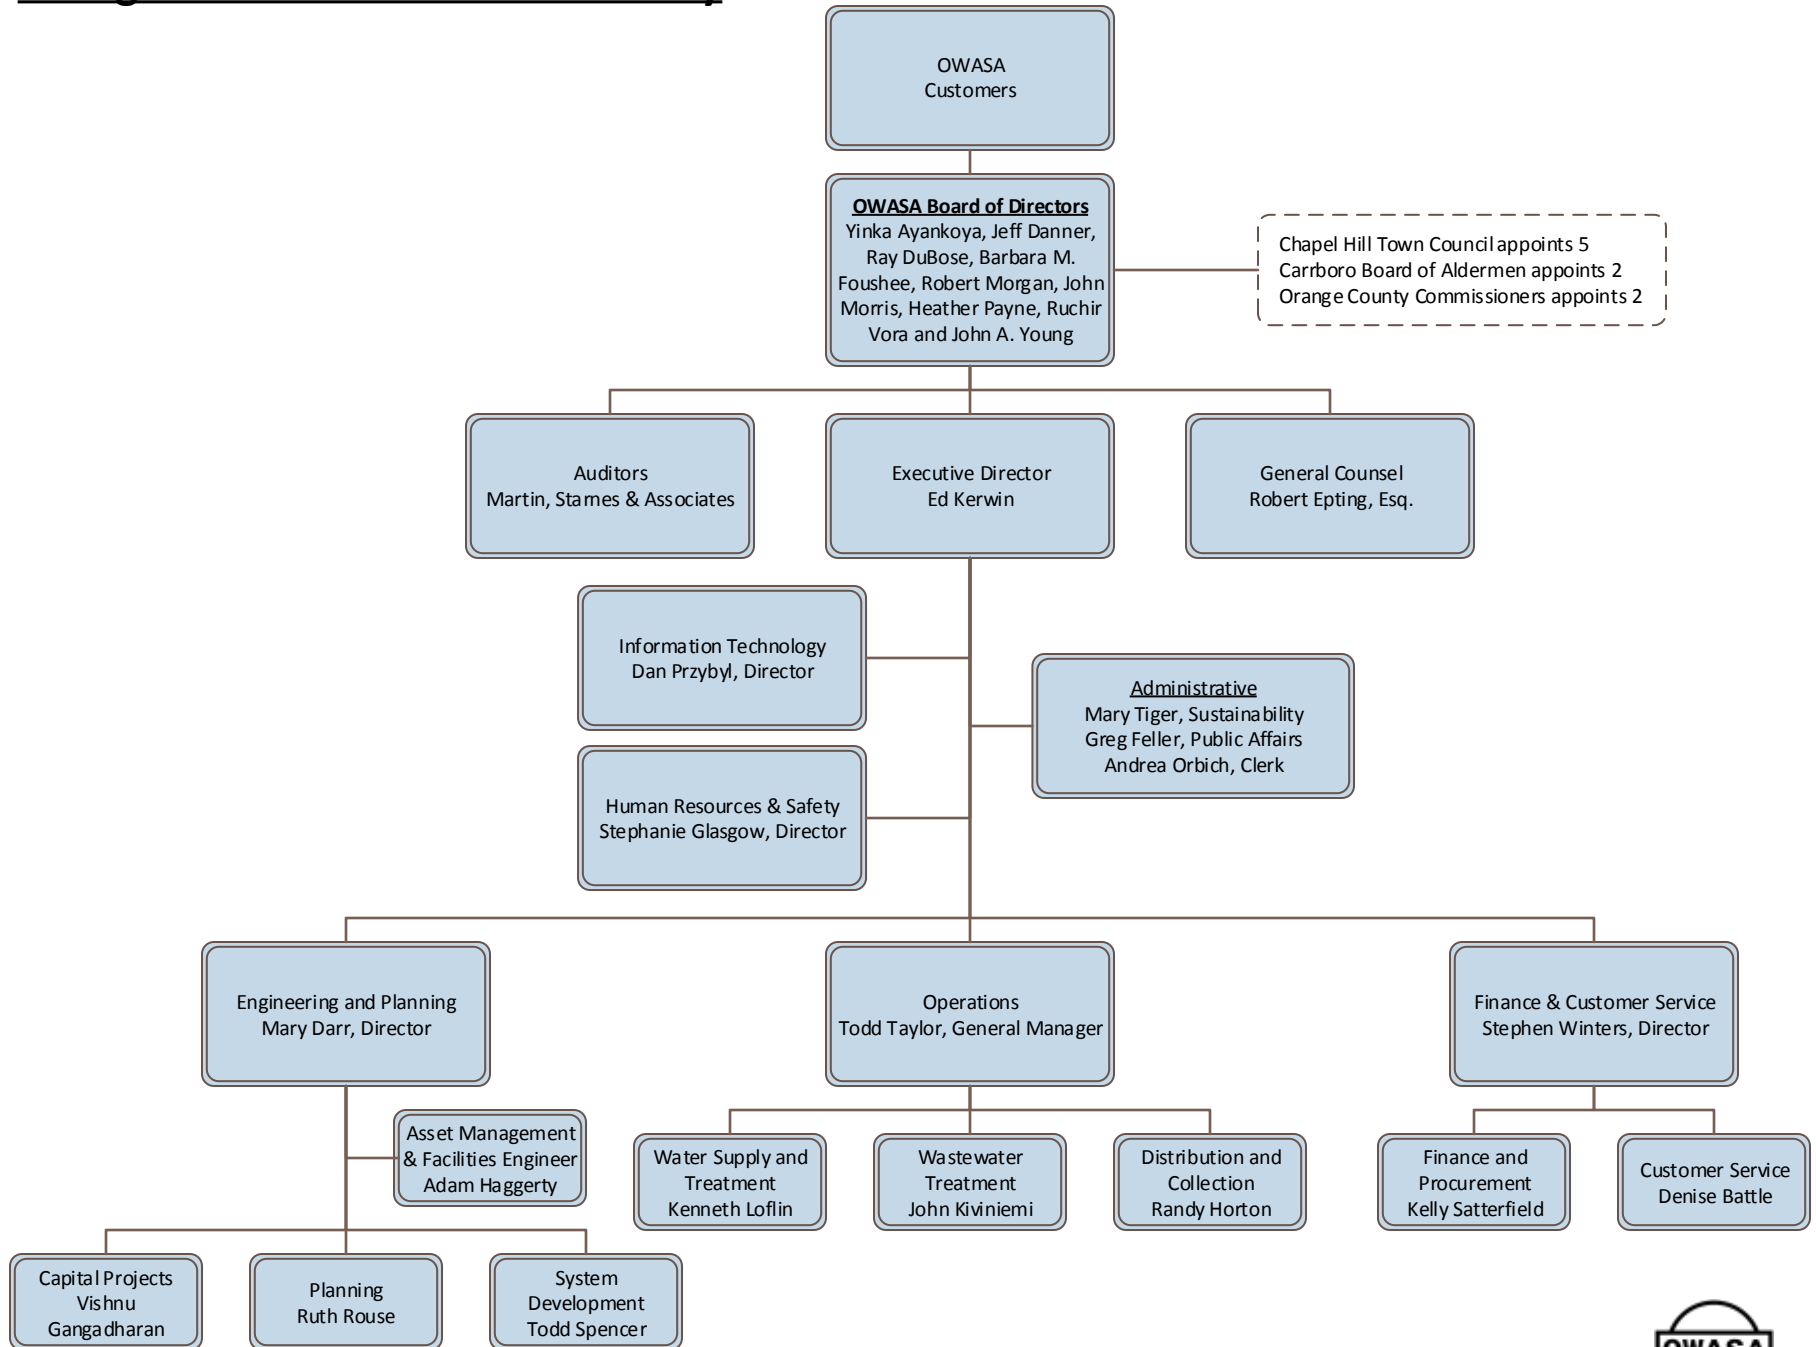 OWASA
Customers
OWASA Board of Directors
Yinka Ayankoya, Jeff Danner,
Ray DuBose, Barbara M.
Foushee, Robert Morgan, John
Morris, Heather Payne, Ruchir
Vora and John A. Young
Chapel Hill Town Council appoints 5
Carrboro Board of Aldermen appoints 2
Orange County Commissioners appoints 2
Auditors
Martin, Starnes & Associates
Executive Director
Ed Kerwin
General Counsel
Robert Epting, Esq.
Information Technology
Dan Przybyl, Director
Administrative
Mary Tiger, Sustainability
Greg Feller, Public Affairs
Andrea Orbich, Clerk
Human Resources & Safety
Stephanie Glasgow, Director
Engineering and Planning
Mary Darr, Director
Operations
Todd Taylor, General Manager
Finance & Customer Service
Stephen Winters, Director
Asset Management
& Facilities Engineer
Adam Haggerty
Water Supply and
Treatment
Kenneth Loflin
Wastewater
Treatment
John Kiviniemi
Distribution and
Collection
Randy Horton
Finance and
Procurement
Kelly Satterfield
Customer Service
Denise Battle
Capital Projects
Vishnu
Gangadharan
Planning
Ruth Rouse
System
Development
Todd Spencer
OWASA